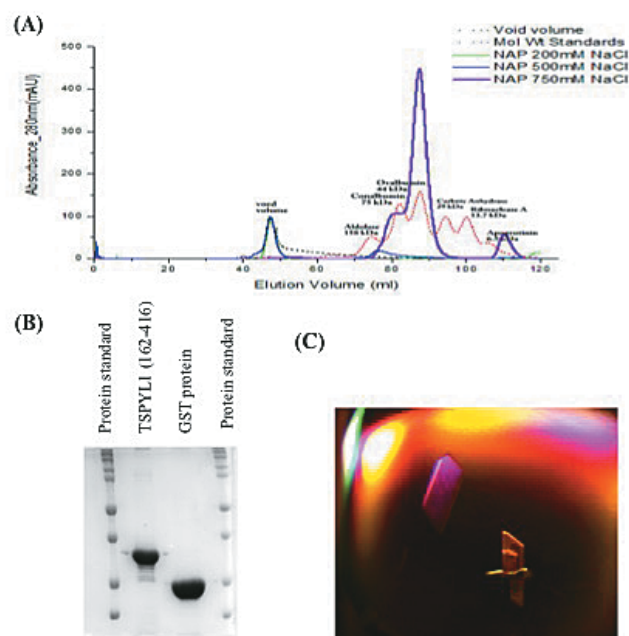 (A)
Void volume
Mol Wt Standards
NAP 200mM NaCl
NAP 500mM NaCl
NAP 750mM NaCl
Absorbance_280nm(mAU)
500
400
300
200
100
0
void
volume
Aldolase
158 kDa
Conalbumin
75 kDa
Ovalbumin
44 kDa
Carbonic Anhydrase
29 kDa
Ribonuclease A
13.7 kDa
Aprotinin
0 20 40 60 80 100 120
Elution Volume (ml)
(B)
Protein standard
TSPYL1 (162-416)
GST protein
Protein standard
(C)